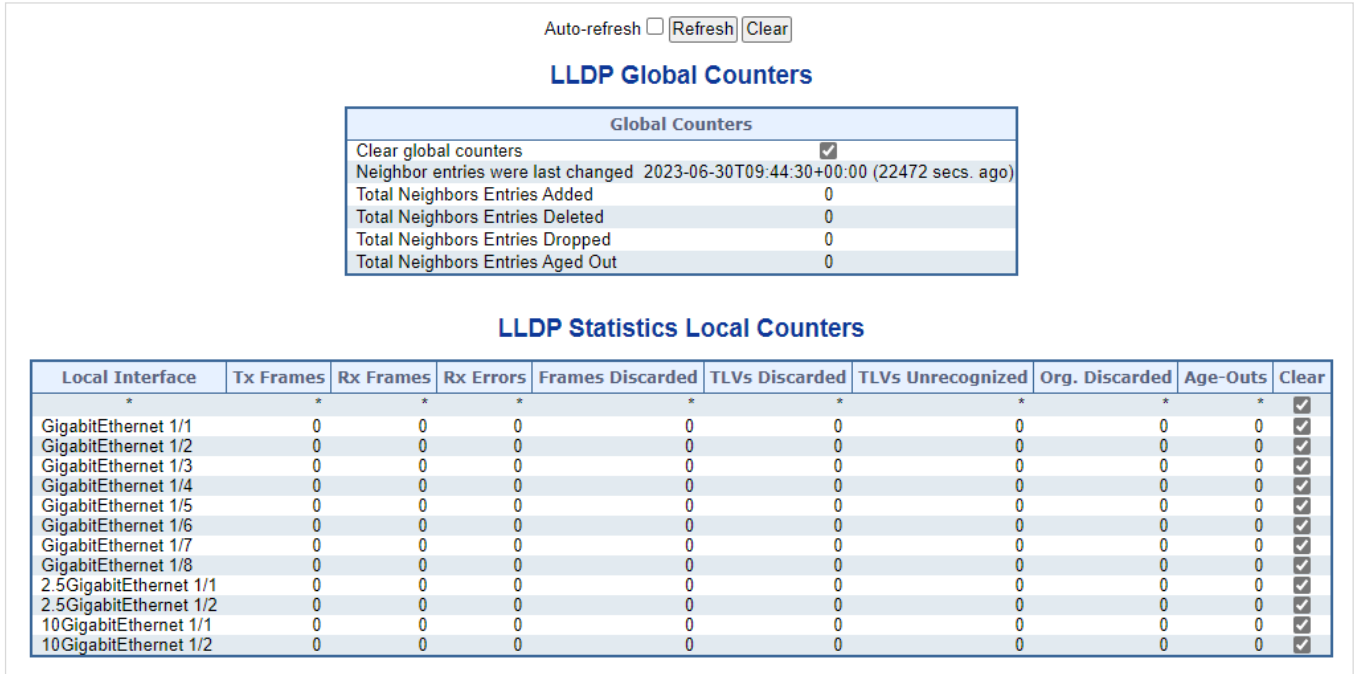 Auto-refresh Refresh Clear
LLDP Global Counters
Global Counters
Clear global counters
Neighbor entries were last changed 2023-06-30T09:44:30+00:00 (22472 secs. ago)
Total Neighbors Entries Added 0
Total Neighbors Entries Deleted 0
Total Neighbors Entries Dropped 0
Total Neighbors Entries Aged Out 0
LLDP Statistics Local Counters
Local Interface Tx Frames Rx Frames Rx Errors Frames Discarded TLVs Discarded TLVs Unrecognized Org. Discarded Age-Outs Clear
* * * * * * * * *
GigabitEthernet 1/1 0 0 0 0 0 0 0 0
GigabitEthernet 1/2 0 0 0 0 0 0 0 0
GigabitEthernet 1/3 0 0 0 0 0 0 0 0
GigabitEthernet 1/4 0 0 0 0 0 0 0 0
GigabitEthernet 1/5 0 0 0 0 0 0 0 0
GigabitEthernet 1/6 0 0 0 0 0 0 0 0
GigabitEthernet 1/7 0 0 0 0 0 0 0 0
GigabitEthernet 1/8 0 0 0 0 0 0 0 0
2.5GigabitEthernet 1/1 0 0 0 0 0 0 0 0
2.5GigabitEthernet 1/2 0 0 0 0 0 0 0 0
10GigabitEthernet 1/1 0 0 0 0 0 0 0 0
10GigabitEthernet 1/2 0 0 0 0 0 0 0 0